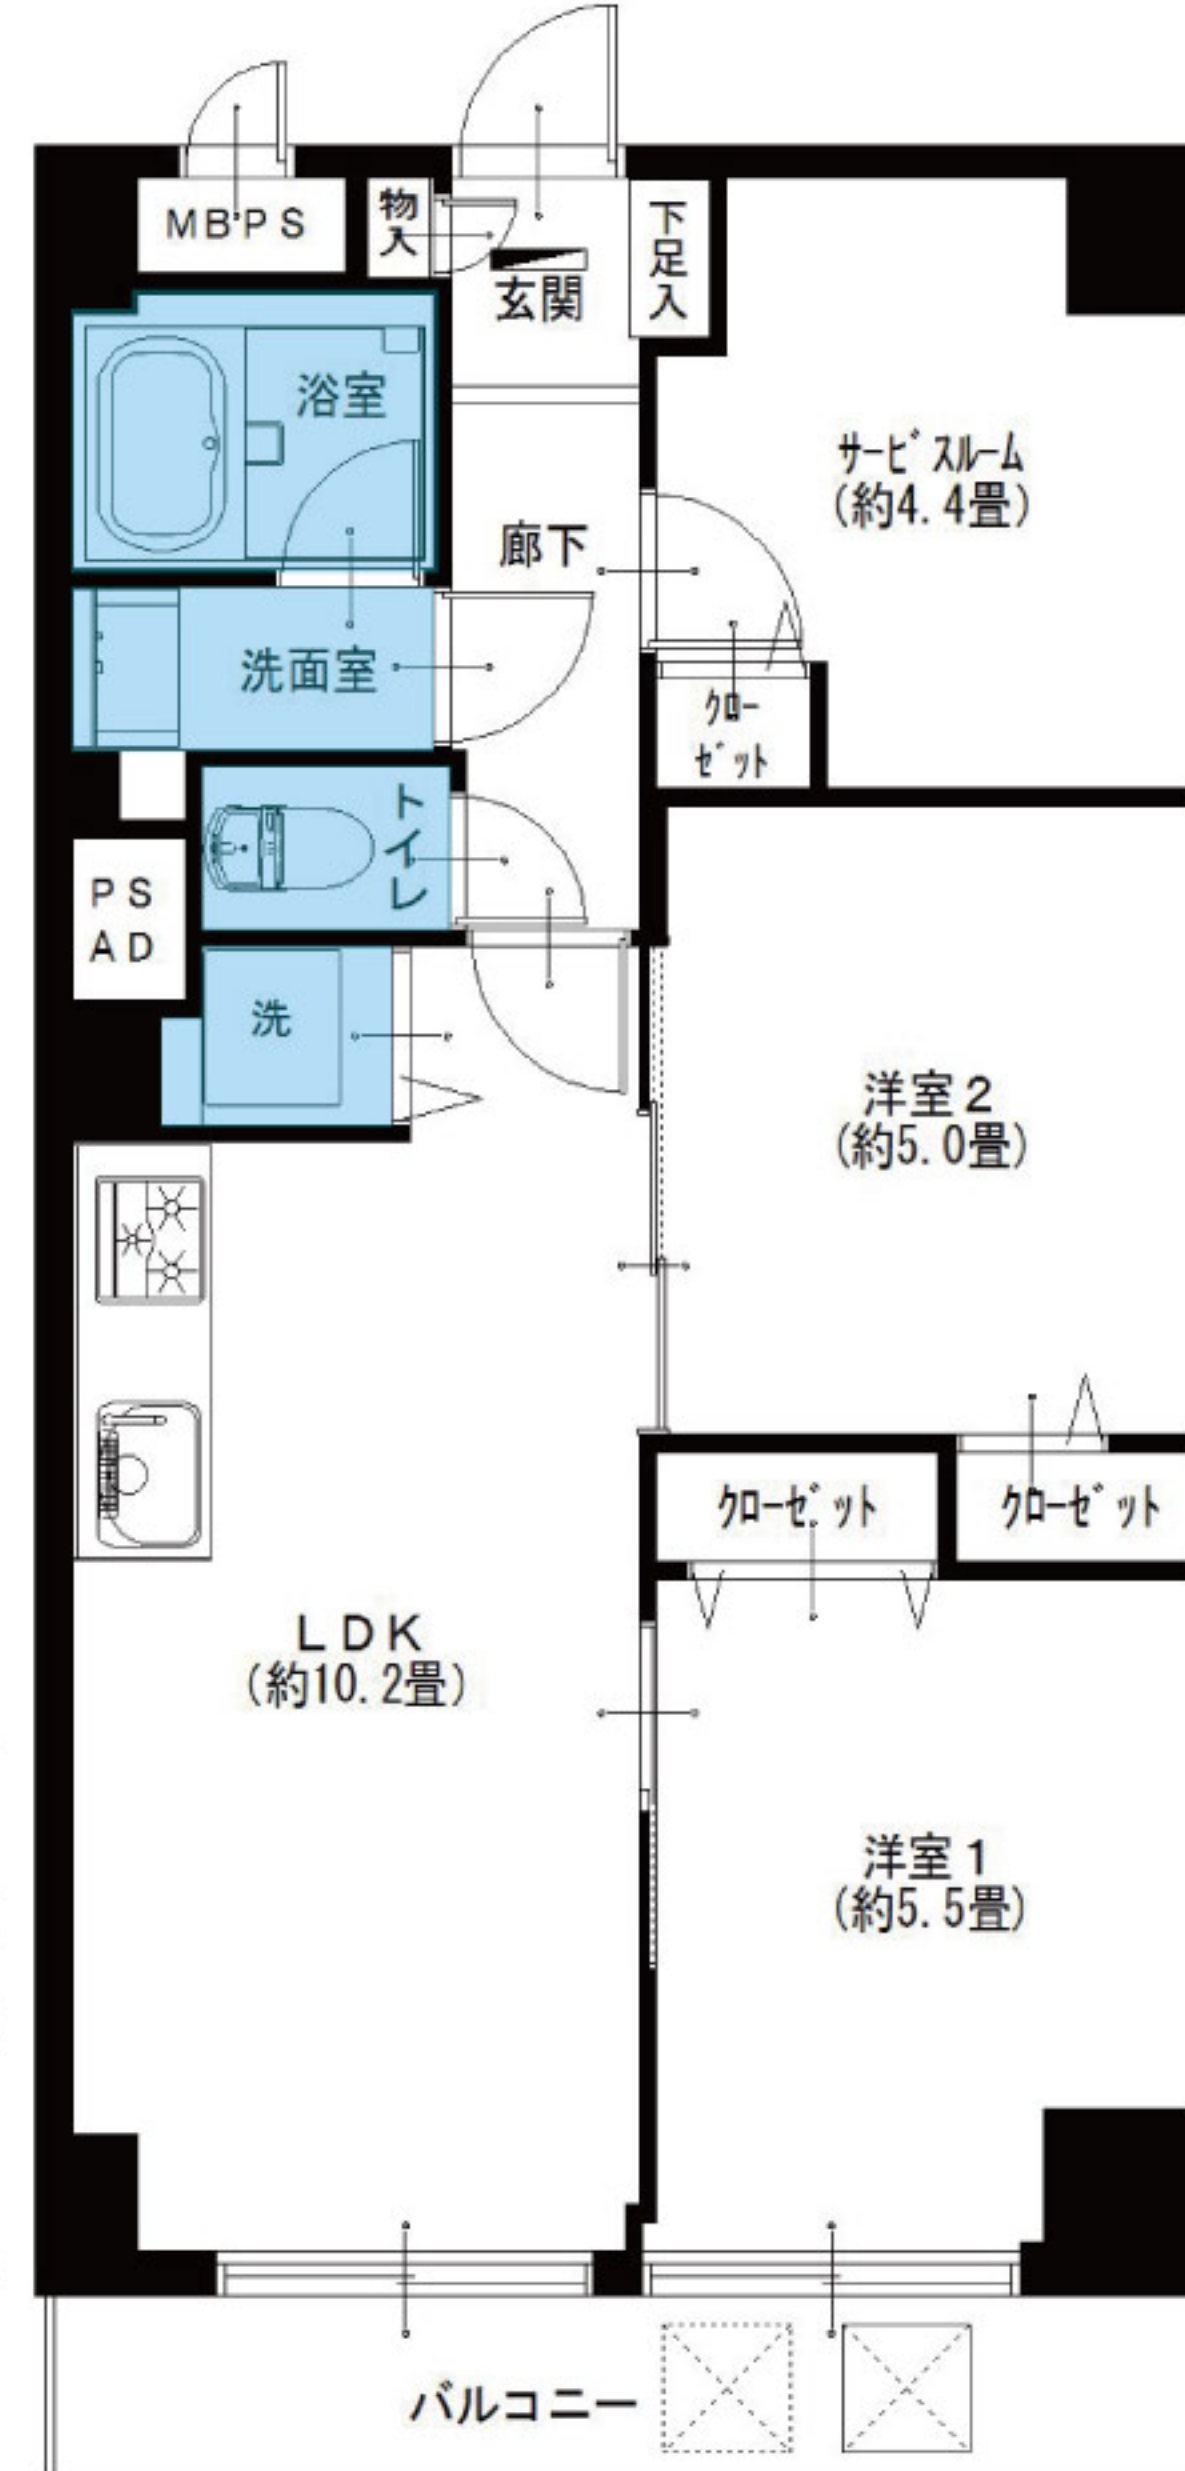 MBPS
物入
下足入
玄関
浴室
サービスルーム
(約4.4畳)
廊下
洗面室
クロー
ゼット
トイレ
PS
AD
洗
洋室2
(約5.0畳)
クローゼット
クローゼット
LDK
(約10.2畳)
洋室1
(約5.5畳)
バルコニー